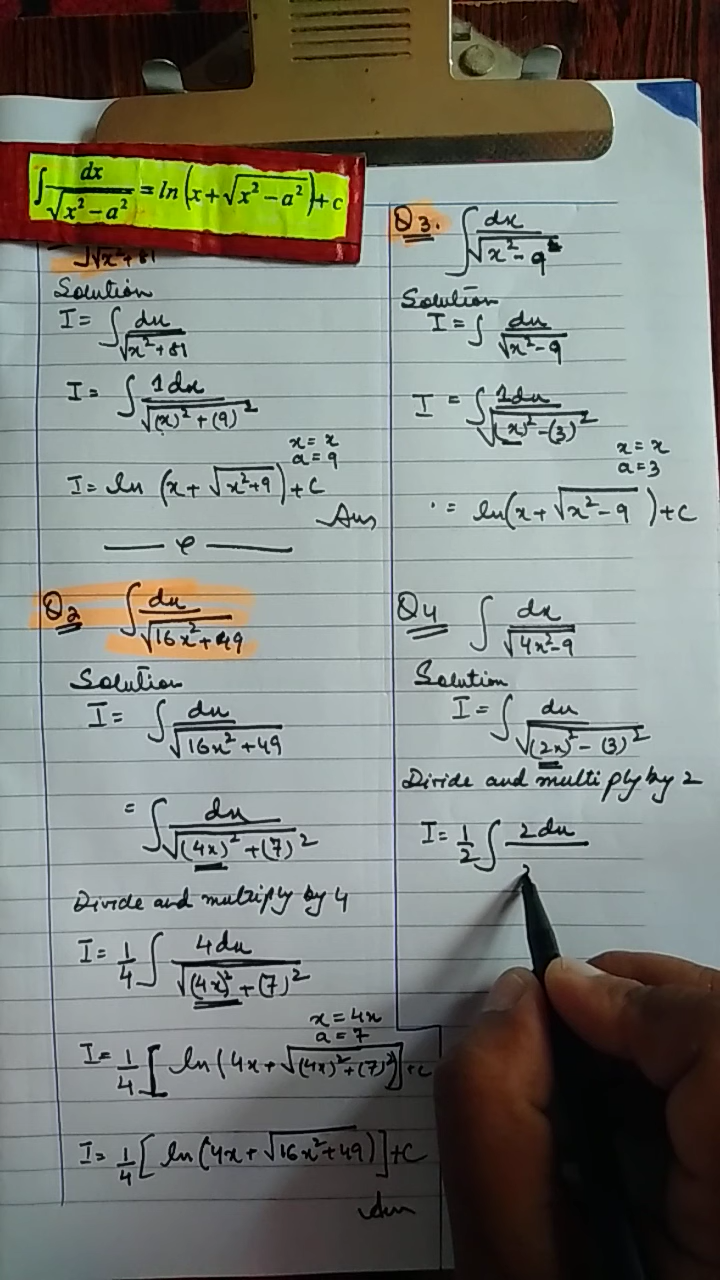 ∫ dx/√(x² − a²) = ln(x + √(x² − a²)) + c
∫√x²+81
Solution
I = ∫ dx/√(x²+81)
I = ∫ 1dx/√((x)² + (9)²)
x = x
a = 9
I = ln (x + √(x²+9)) + C
Ans
Q2 ∫ dx/√(16x² + 49)
Solution
I = ∫ dx/√(16x² + 49)
= ∫ dx/√((4x)² + (7)²)
Divide and multiply by 4
I = 1/4 ∫ 4dx/√((4x)² + (7)²)
x = 4x
a = 7
I = 1/4 [ ln (4x + √((4x)² + (7)²)] + C
I = 1/4 [ ln (4x + √(16x² + 49))] + C
Ans
Q3. ∫ dx/√(x² − 9)
Solution
I = ∫ dx/√(x² − 9)
I = ∫ 1dx/√((x)² − (3)²)
x = x
a = 3
= ln(x + √(x² − 9)) + C
Q4 ∫ dx/√(4x² − 9)
Solution
I = ∫ dx/√((2x)² − (3)²)
Divide and multiply by 2
I = 1/2 ∫ 2dx/